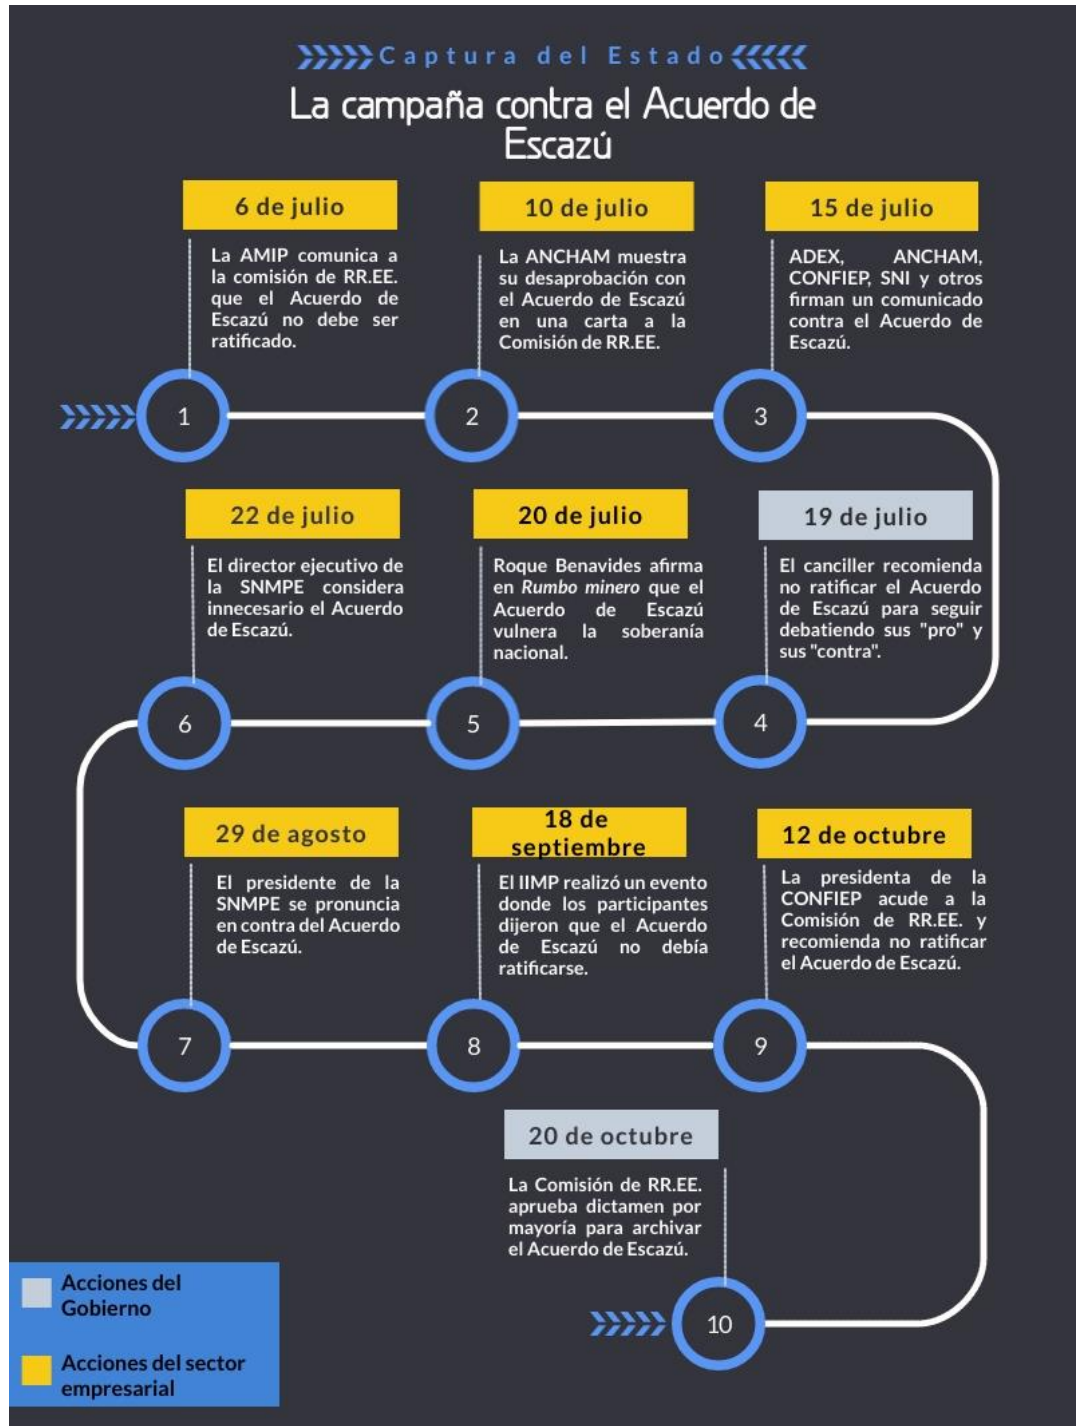 Captura del Estado
La campaña contra el Acuerdo de
Escazú
6 de julio
La AMIP comunica a
la comisión de RR.EE.
que el Acuerdo de
Escazú no debe ser
ratificado.
1
10 de julio
La ANCHAM muestra
su desaprobación con
el Acuerdo de Escazú
en una carta a la
Comisión de RR.EE.
2
15 de julio
ADEX, ANCHAM,
CONFIEP, SNI y otros
firman un comunicado
contra el Acuerdo de
Escazú.
3
19 de julio
El canciller recomienda
no ratificar el Acuerdo
de Escazú para seguir
debatiendo sus "pro" y
sus "contra".
4
20 de julio
Roque Benavides afirma
en Rumbo minero que el
Acuerdo de Escazú
vulnera la soberanía
nacional.
5
22 de julio
El director ejecutivo de
la SNMPE considera
innecesario el Acuerdo
de Escazú.
6
29 de agosto
El presidente de la
SNMPE se pronuncia
en contra del Acuerdo
de Escazú.
7
18 de
septiembre
El IIMP realizó un evento
donde los participantes
dijeron que el Acuerdo
de Escazú no debía
ratificarse.
8
12 de octubre
La presidenta de la
CONFIEP acude a la
Comisión de RR.EE. y
recomienda no ratificar
el Acuerdo de Escazú.
9
20 de octubre
La Comisión de RR.EE.
aprueba dictamen por
mayoría para archivar
el Acuerdo de Escazú.
10
Acciones del
Gobierno
Acciones del sector
empresarial